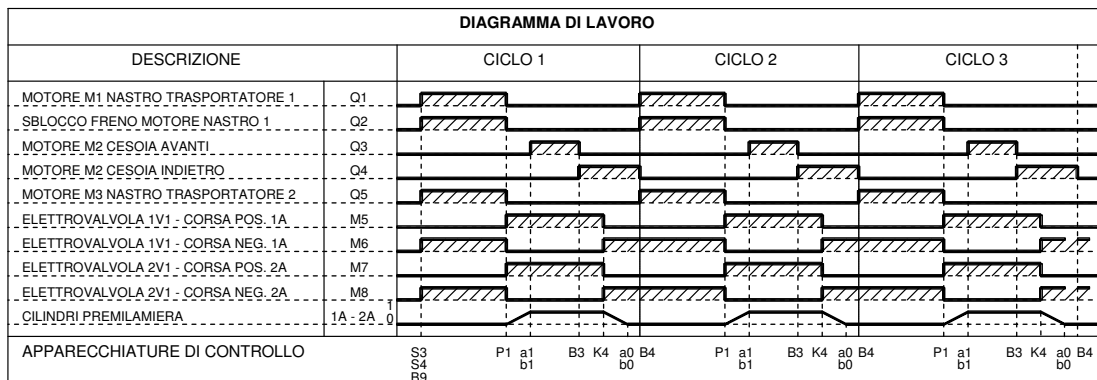 DIAGRAMMA DI LAVORO
DESCRIZIONE CICLO 1 CICLO 2 CICLO 3
MOTORE M1 NASTRO TRASPORTATORE 1 Q1
SBLOCCO FRENO MOTORE NASTRO 1 Q2
MOTORE M2 CESOIA AVANTI Q3
MOTORE M2 CESOIA INDIETRO Q4
MOTORE M3 NASTRO TRASPORTATORE 2 Q5
ELETTROVALVOLA 1V1 - CORSA POS. 1A M5
ELETTROVALVOLA 1V1 - CORSA NEG. 1A M6
ELETTROVALVOLA 2V1 - CORSA POS. 2A M7
ELETTROVALVOLA 2V1 - CORSA NEG. 2A M8
CILINDRI PREMILAMIERA 1A - 2A 1 0
APPARECCHIATURE DI CONTROLLO S3 P1 a1 B3 K4 a0 B4 P1 a1 B3 K4 a0 B4 P1 a1 B3 K4 a0 B4
S4 b1 b0 b1 b0 b1 b0
B9